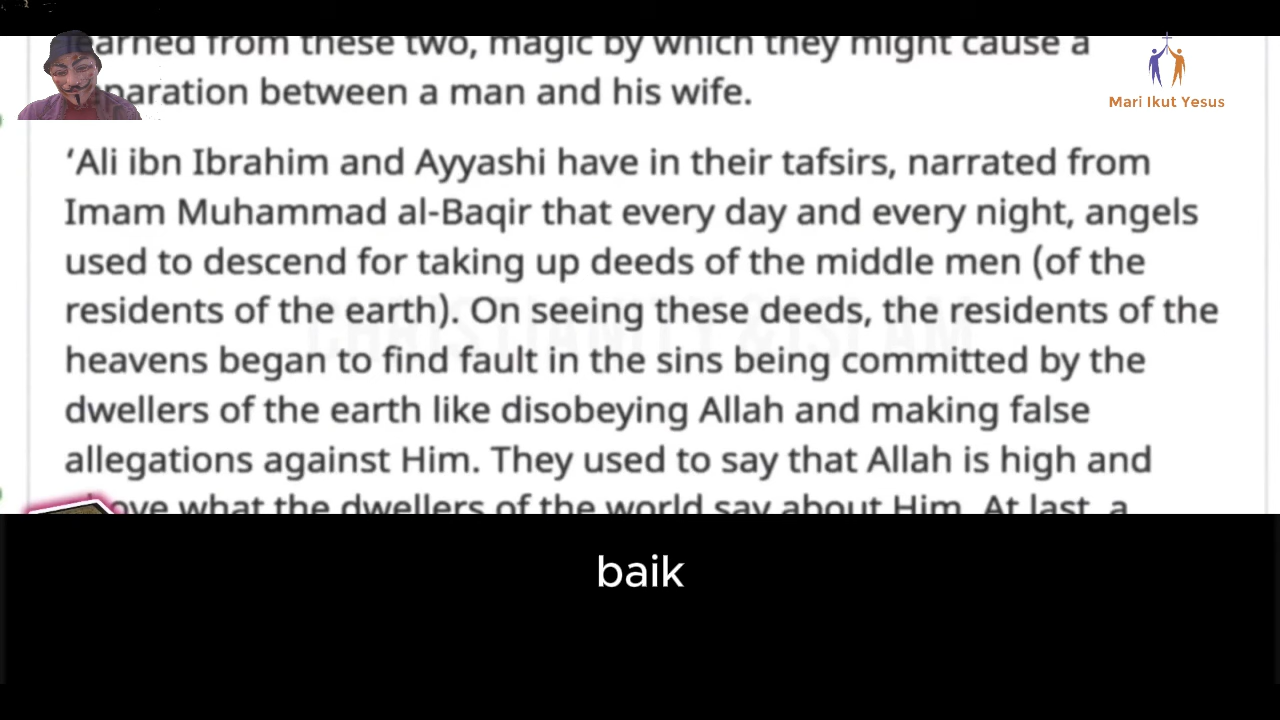 learned from these two, magic by which they might cause a
paration between a man and his wife.
Mari Ikut Yesus
‘Ali ibn Ibrahim and Ayyashi have in their tafsirs, narrated from
Imam Muhammad al-Baqir that every day and every night, angels
used to descend for taking up deeds of the middle men (of the
residents of the earth). On seeing these deeds, the residents of the
heavens began to find fault in the sins being committed by the
dwellers of the earth like disobeying Allah and making false
allegations against Him. They used to say that Allah is high and
what the dwellers of the world say about Him. At last, a
CHRISTIANITY & ISLAM
baik